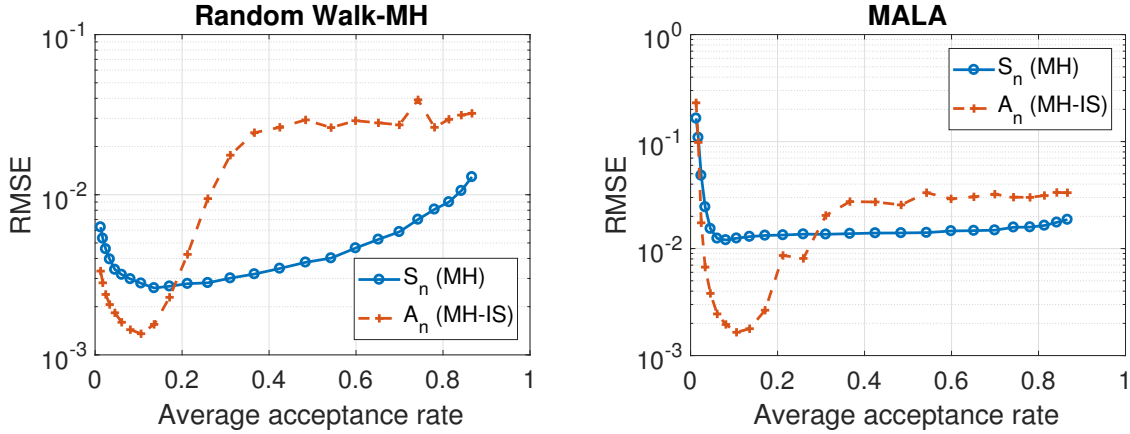 Random Walk-MH
10^-1
10^-2
10^-3
RMSE
S_n (MH)
A_n (MH-IS)
0 0.2 0.4 0.6 0.8 1
Average acceptance rate
MALA
10^0
10^-1
10^-2
10^-3
RMSE
S_n (MH)
A_n (MH-IS)
0 0.2 0.4 0.6 0.8 1
Average acceptance rate